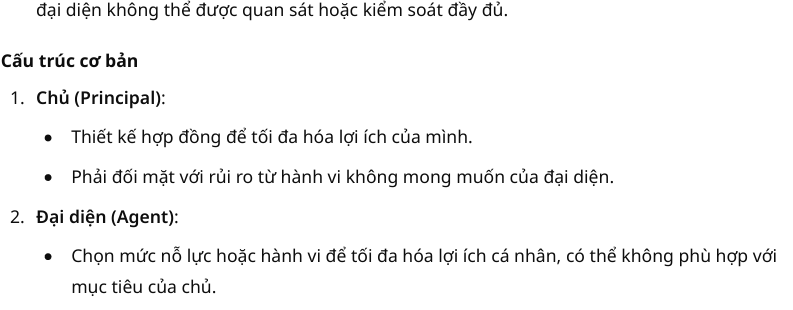 đại diện không thể được quan sát hoặc kiểm soát đầy đủ.
Cấu trúc cơ bản
1. Chủ (Principal):
• Thiết kế hợp đồng để tối đa hóa lợi ích của mình.
• Phải đối mặt với rủi ro từ hành vi không mong muốn của đại diện.
2. Đại diện (Agent):
• Chọn mức nỗ lực hoặc hành vi để tối đa hóa lợi ích cá nhân, có thể không phù hợp với
mục tiêu của chủ.